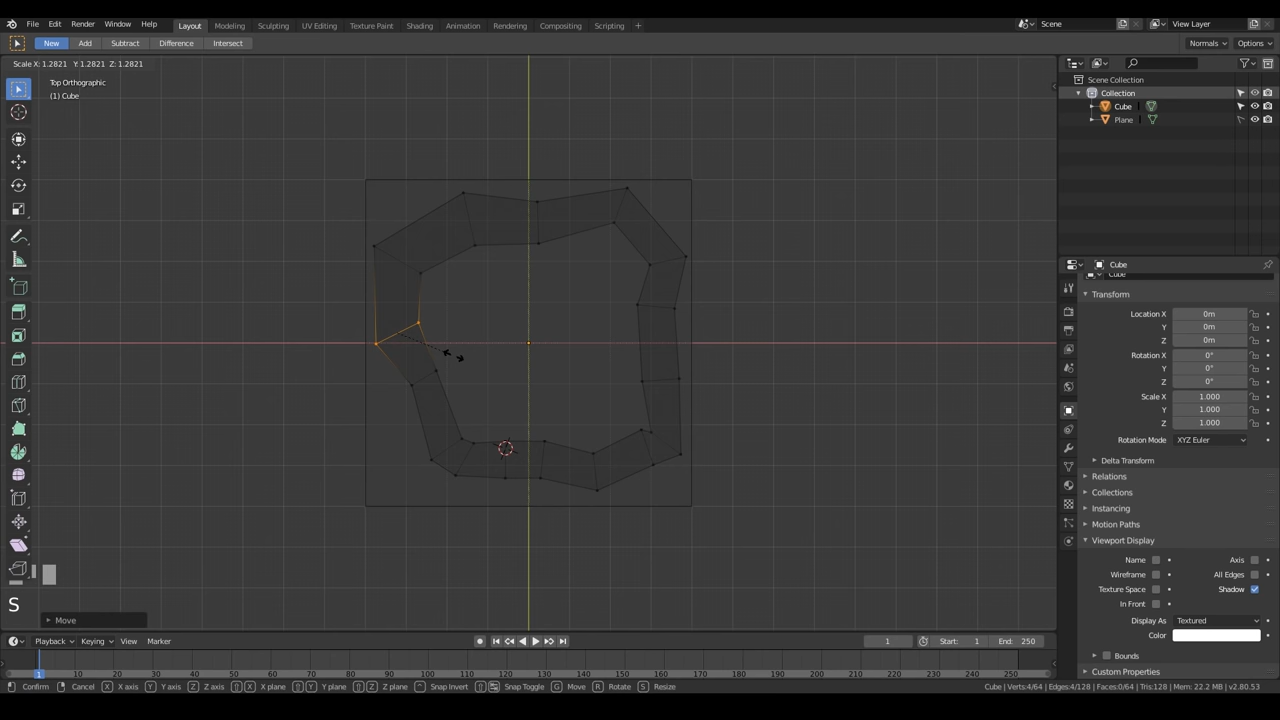 File Edit Render Window Help Layout Modeling Sculpting UV Editing Texture Paint Shading Animation Rendering Compositing Scripting + Scene View Layer
New Add Subtract Difference Intersect Normals Options
Scale X: 1.2821 Y: 1.2821 Z: 1.2821
Top Orthographic
(1) Cube
Scene Collection
Collection
Cube
Plane
Cube
Cube
Transform
Location X 0m
Y 0m
Z 0m
Rotation X 0°
Y 0°
Z 0°
Scale X 1.000
Y 1.000
Z 1.000
Rotation Mode XYZ Euler
Delta Transform
Relations
Collections
Instancing
Motion Paths
Viewport Display
Name Axis
Wireframe All Edges
Texture Space Shadow
In Front
Display As Textured
Color
Bounds
Custom Properties
S
Move
Playback Keying View Marker 1 Start: 1 End: 250
1 10 20 30 40 50 60 70 80 90 100 110 120 130 140 150 160 170 180 190 200 210 220 230 240 250
Confirm Cancel X X axis Y Y axis Z Z axis X X plane Y Y plane Z Z plane Snap Invert Snap Toggle G Move R Rotate S Resize Cube | Verts:4/64 | Edges:4/128 | Faces:0/64 | Tris:128 | Mem: 22.2 MB | v2.80.53